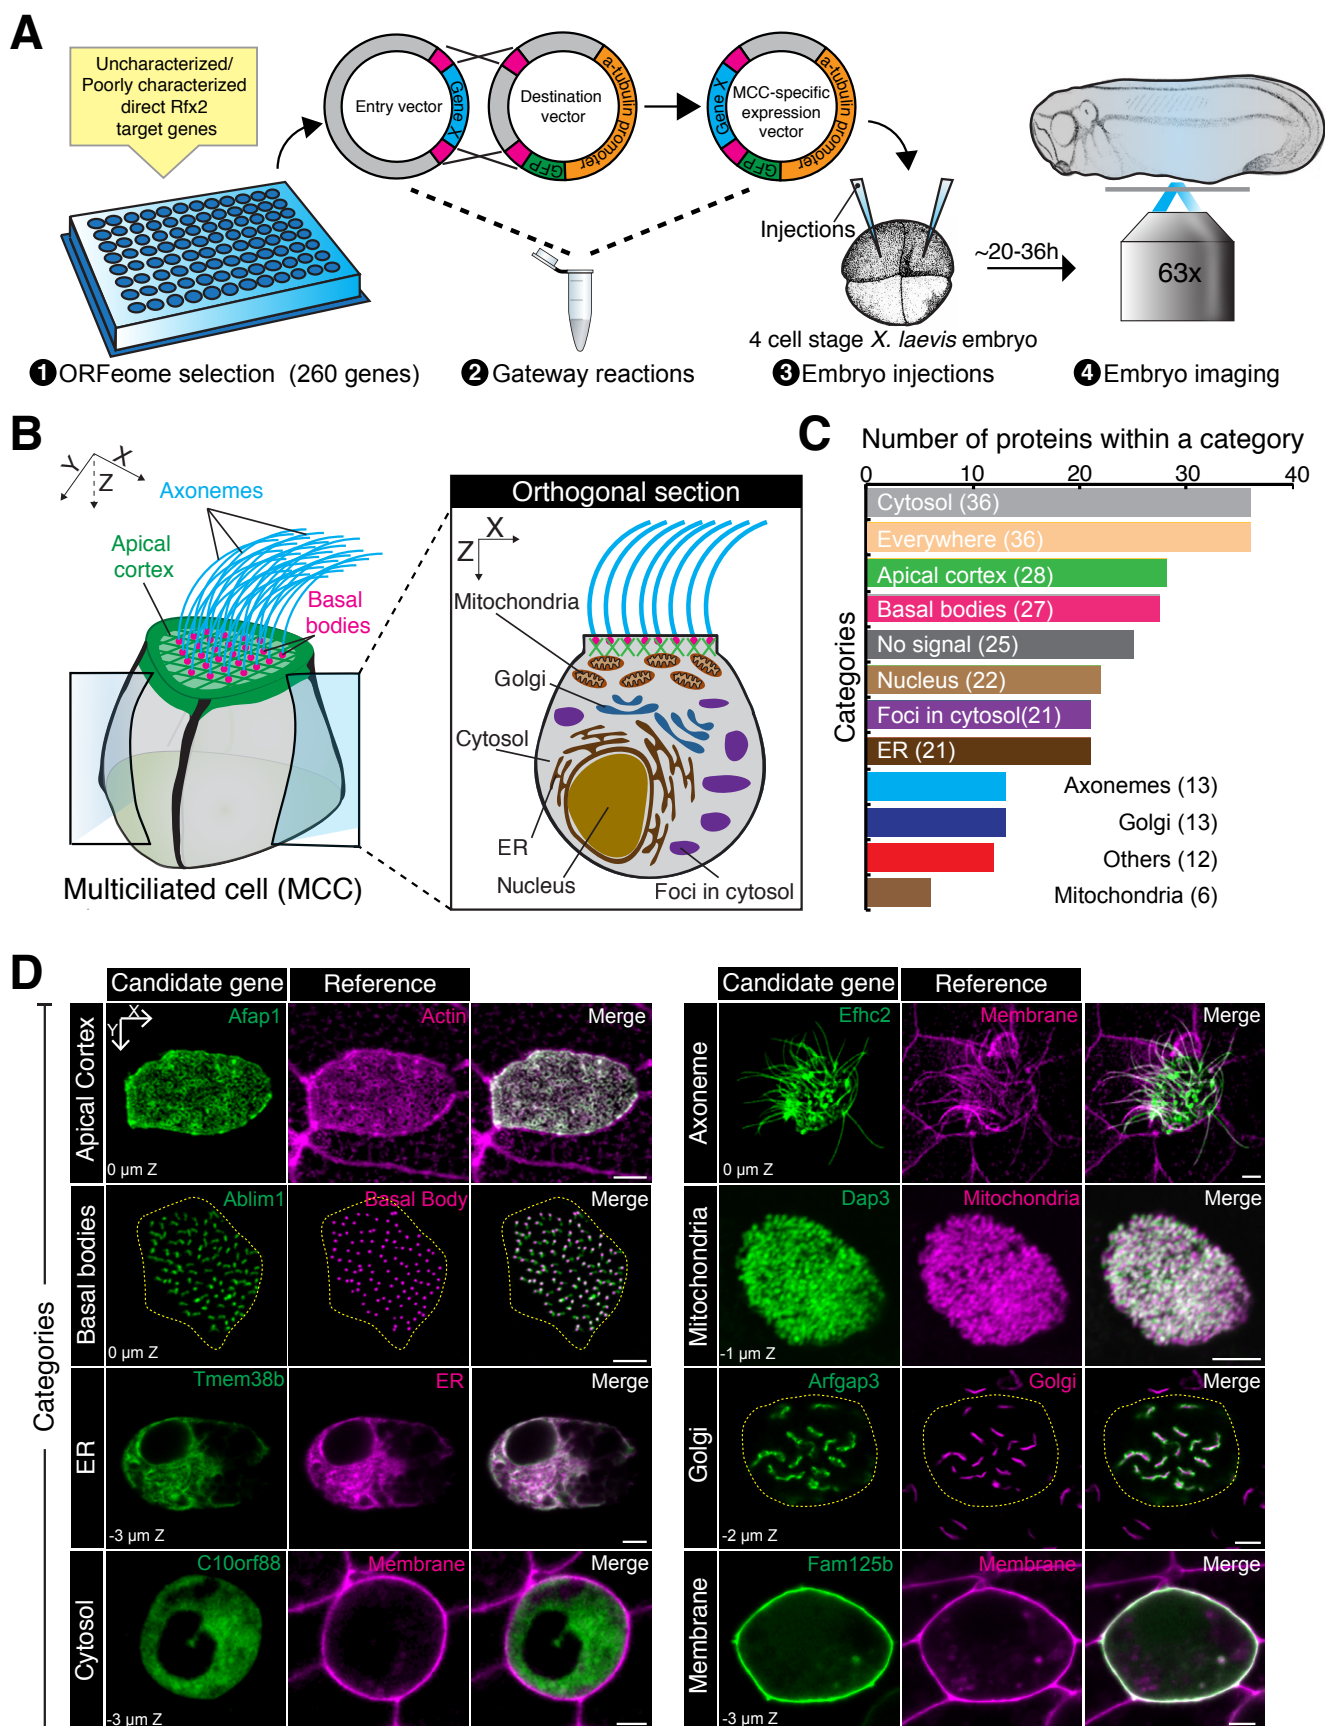 A
Uncharacterized/
Poorly characterized
direct Rfx2
target genes
Entry vector
Gene X
Destination
vector
GFP
a-tubulin promoter
Gene X
MCC-specific
expression
vector
GFP
a-tubulin promoter
Injections
~20-36h
63x
4 cell stage X. laevis embryo
1 ORFeome selection (260 genes)
2 Gateway reactions
3 Embryo injections
4 Embryo imaging
B
Y
X
Z
Axonemes
Apical
cortex
Basal
bodies
Multiciliated cell (MCC)
Orthogonal section
X
Z
Mitochondria
Golgi
Cytosol
ER
Nucleus
Foci in cytosol
C
Number of proteins within a category
0 10 20 30 40
Categories
Cytosol (36)
Everywhere (36)
Apical cortex (28)
Basal bodies (27)
No signal (25)
Nucleus (22)
Foci in cytosol(21)
ER (21)
Axonemes (13)
Golgi (13)
Others (12)
Mitochondria (6)
D
Categories
Candidate gene Reference
Apical Cortex
X
Y
Afap1 Actin Merge
0 µm Z
Basal bodies
Ablim1 Basal Body Merge
0 µm Z
ER
Tmem38b ER Merge
-3 µm Z
Cytosol
C10orf88 Membrane Merge
-3 µm Z
Candidate gene Reference
Axoneme
Efhc2 Membrane Merge
0 µm Z
Mitochondria
Dap3 Mitochondria Merge
-1 µm Z
Golgi
Arfgap3 Golgi Merge
-2 µm Z
Membrane
Fam125b Membrane Merge
-3 µm Z